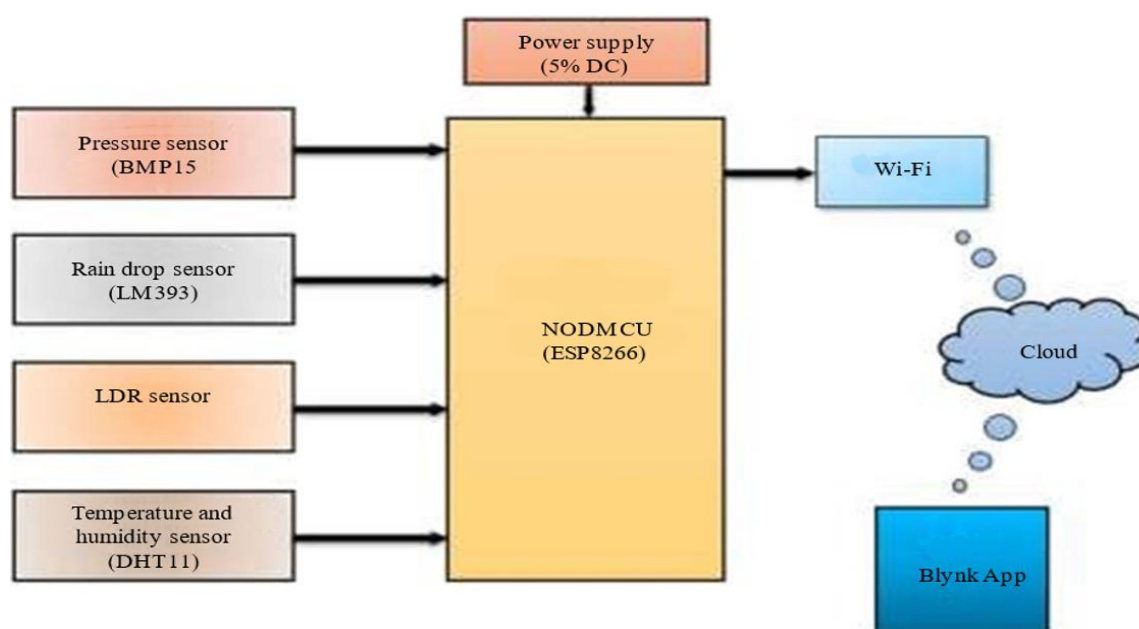 Power supply
(5% DC)
Pressure sensor
(BMP15
Rain drop sensor
(LM393)
LDR sensor
Temperature and
humidity sensor
(DHT11)
NODMCU
(ESP8266)
Wi-Fi
Cloud
Blynk App